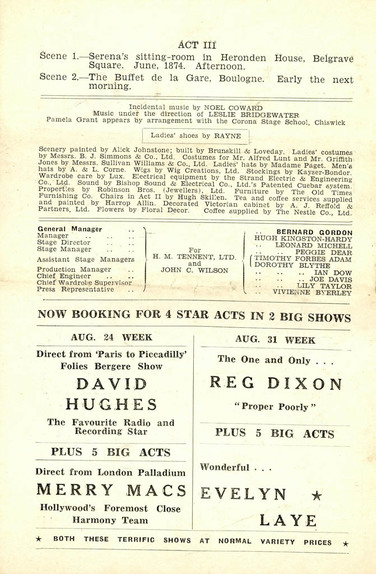 ACT III
Scene 1.—Serena's sitting-room in Heronden House, Belgrave
Square. June, 1874. Afternoon.
Scene 2.—The Buffet de la Gare, Boulogne. Early the next
morning.
Incidental music by NOEL COWARD
Music under the direction of LESLIE BRIDGEWATER
Pamela Grant appears by arrangement with the Corona Stage School, Chiswick
Ladies' shoes by RAYNE
Scenery painted by Alick Johnstone; built by Brunskill & Loveday. Ladies' costumes
by Messrs. B. J. Simmons & Co., Ltd. Costumes for Mr. Alfred Lunt and Mr. Griffith
Jones by Messrs. Sullivan Williams & Co., Ltd. Ladies' hats by Madame Paget. Men's
hats by A. & L. Corne. Wigs by Wig Creations, Ltd. Stockings by Kayser-Bondor.
Wardrobe care by Lux. Electrical equipment by the Strand Electric & Engineering
Co., Ltd. Sound by Bishop Sound & Electrical Co., Ltd.'s Patented Cueber system.
Properties by Robinson Bros. (Jewellers), Ltd. Furniture by The Old Times
Furnishing Co. Chairs in Act II by Hugh Skillen. Tea and coffee services supplied
and painted by Harrop Allin. Decorated Victorian cabinet by A. J. Reffold &
Partners, Ltd. Flowers by Floral Decor. Coffee supplied by The Nestle Co., Ltd.
General Manager .. .. BERNARD GORDON
Manager .. .. HUGH KINGSTON-HARDY
Stage Director .. LEONARD MICHELL
Stage Manager .. .. PEGGIE DEAR
Assistant Stage Managers TIMOTHY FORBES ADAM
DOROTHY BLYTHE
For
H. M. TENNENT, LTD.
and
JOHN C. WILSON
Production Manager .. .. IAN DOW
Chief Engineer .. .. JOE DAVIS
Chief Wardrobe Supervisor LILY TAYLOR
Press Representative .. VIVIENNE BYERLEY
NOW BOOKING FOR 4 STAR ACTS IN 2 BIG SHOWS
AUG. 24 WEEK
Direct from 'Paris to Piccadilly'
Folies Bergere Show
DAVID
HUGHES
The Favourite Radio and
Recording Star
PLUS 5 BIG ACTS
Direct from London Palladium
MERRY MACS
Hollywood's Foremost Close
Harmony Team
AUG. 31 WEEK
The One and Only . . .
REG DIXON
"Proper Poorly"
PLUS 5 BIG ACTS
Wonderful . . .
EVELYN ★
LAYE
★ BOTH THESE TERRIFIC SHOWS AT NORMAL VARIETY PRICES ★